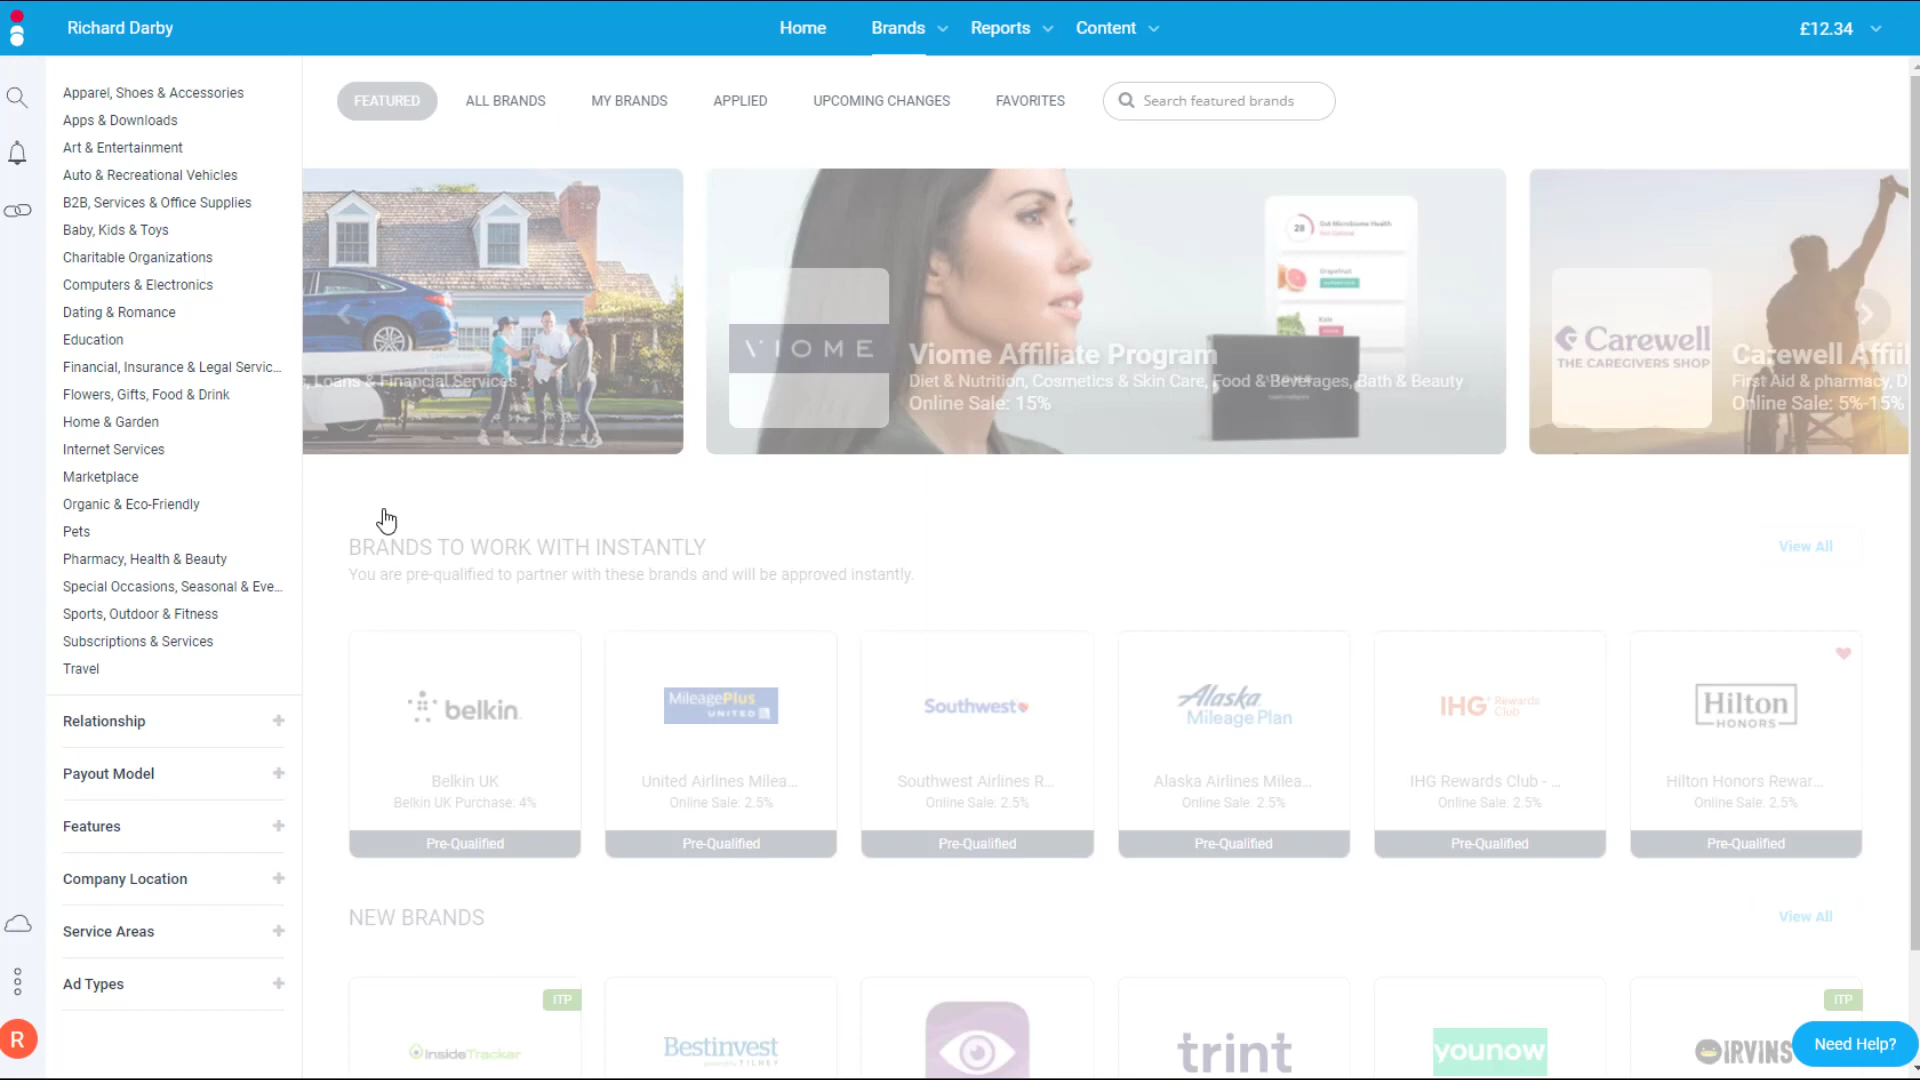 Richard Darby
Home
Brands
Reports
Content
£12.34
Apparel, Shoes & Accessories
Apps & Downloads
Art & Entertainment
Auto & Recreational Vehicles
B2B, Services & Office Supplies
Baby, Kids & Toys
Charitable Organizations
Computers & Electronics
Dating & Romance
Education
Financial, Insurance & Legal Servic...
Flowers, Gifts, Food & Drink
Home & Garden
Internet Services
Marketplace
Organic & Eco-Friendly
Pets
Pharmacy, Health & Beauty
Special Occasions, Seasonal & Eve...
Sports, Outdoor & Fitness
Subscriptions & Services
Travel
Relationship
Payout Model
Features
Company Location
Service Areas
Ad Types
R
FEATURED
ALL BRANDS
MY BRANDS
APPLIED
UPCOMING CHANGES
FAVORITES
Search featured brands
, Loans & Financial Services
VIOME
Viome Affiliate Program
Diet & Nutrition, Cosmetics & Skin Care, Food & Beverages, Bath & Beauty
Online Sale: 15%
28
Gut Microbiome Health
Grapefruit
Kale
Carewell
THE CAREGIVERS SHOP
Carewell Affil
First Aid & pharmacy, D
Online Sale: 5%-15%
BRANDS TO WORK WITH INSTANTLY
View All
You are pre-qualified to partner with these brands and will be approved instantly.
belkin
Belkin UK
Belkin UK Purchase: 4%
Pre-Qualified
MileagePlus
UNITED
United Airlines Milea...
Online Sale: 2.5%
Pre-Qualified
Southwest
Southwest Airlines R...
Online Sale: 2.5%
Pre-Qualified
Alaska
Mileage Plan
Alaska Airlines Milea...
Online Sale: 2.5%
Pre-Qualified
IHG Rewards
Club
IHG Rewards Club - ...
Online Sale: 2.5%
Pre-Qualified
Hilton
HONORS
Hilton Honors Rewar...
Online Sale: 2.5%
Pre-Qualified
NEW BRANDS
View All
ITP
InsideTracker
Bestinvest
TILNEY
trint
younow
ITP
IRVINS
Need Help?